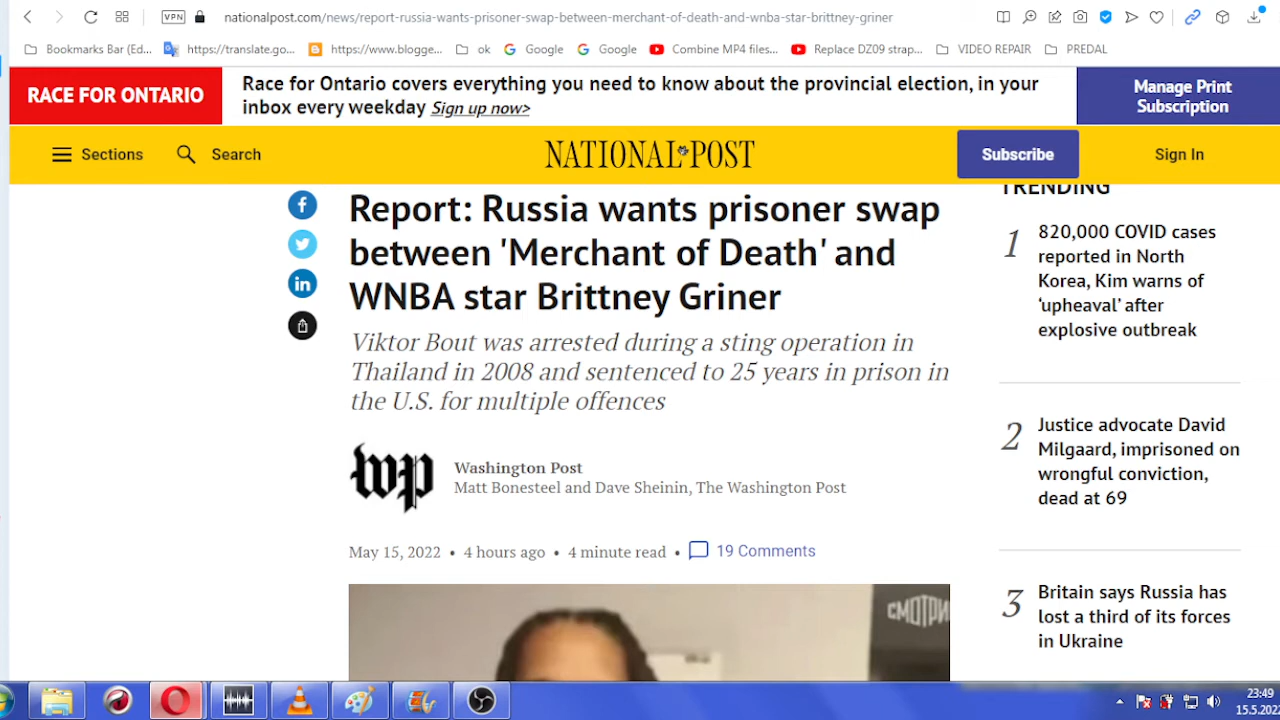 VPN
nationalpost.com/news/report-russia-wants-prisoner-swap-between-merchant-of-death-and-wnba-star-brittney-griner
Bookmarks Bar (Ed... https://translate.go... https://www.blogge... ok Google Google Combine MP4 files... Replace DZ09 strap... VIDEO REPAIR PREDAL
RACE FOR ONTARIO
Race for Ontario covers everything you need to know about the provincial election, in your
inbox every weekday Sign up now>
Manage Print
Subscription
Sections Search NATIONAL POST Subscribe Sign In
Report: Russia wants prisoner swap
between 'Merchant of Death' and
WNBA star Brittney Griner
Viktor Bout was arrested during a sting operation in
Thailand in 2008 and sentenced to 25 years in prison in
the U.S. for multiple offences
wp
Washington Post
Matt Bonesteel and Dave Sheinin, The Washington Post
May 15, 2022 • 4 hours ago • 4 minute read • 19 Comments
СМОТРИ
TRENDING
1
820,000 COVID cases
reported in North
Korea, Kim warns of
‘upheaval’ after
explosive outbreak
2
Justice advocate David
Milgaard, imprisoned on
wrongful conviction,
dead at 69
3
Britain says Russia has
lost a third of its forces
in Ukraine
23:49
15.5.2022